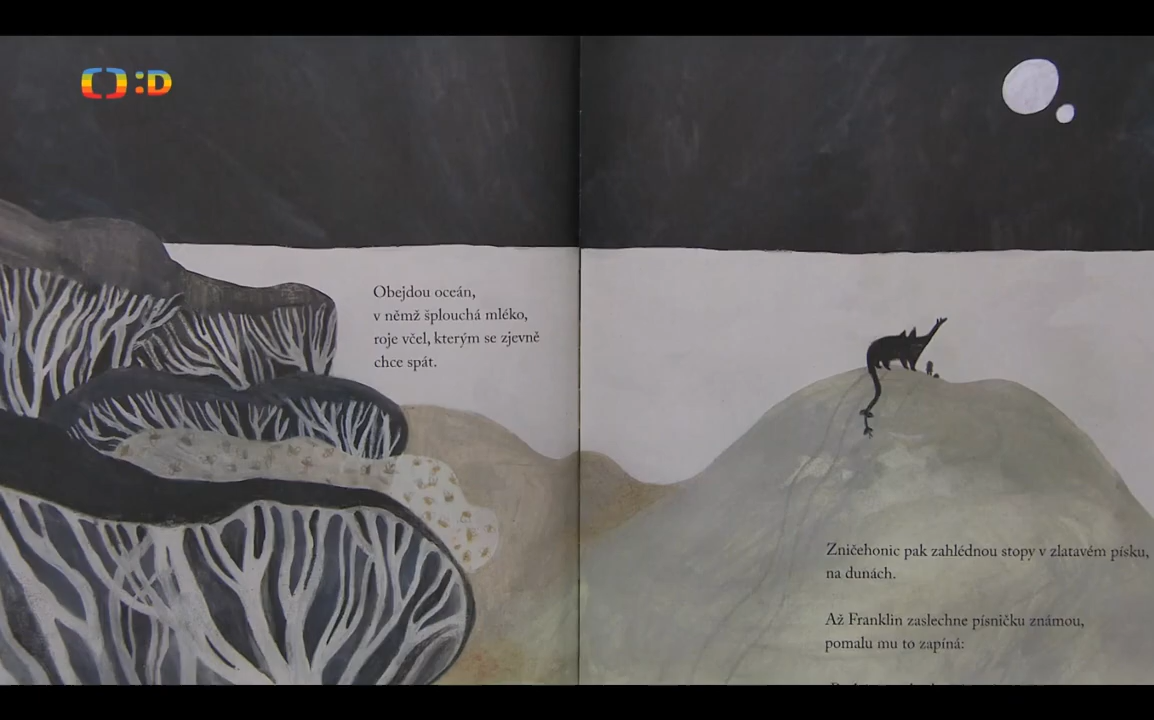 :D
Obejdou oceán,
v němž šplouchá mléko,
roje včel, kterým se zjevně
chce spát.
Zničehonic pak zahlédnou stopy v zlatavém písku,
na dunách.
Až Franklin zaslechne písničku známou,
pomalu mu to zapíná: